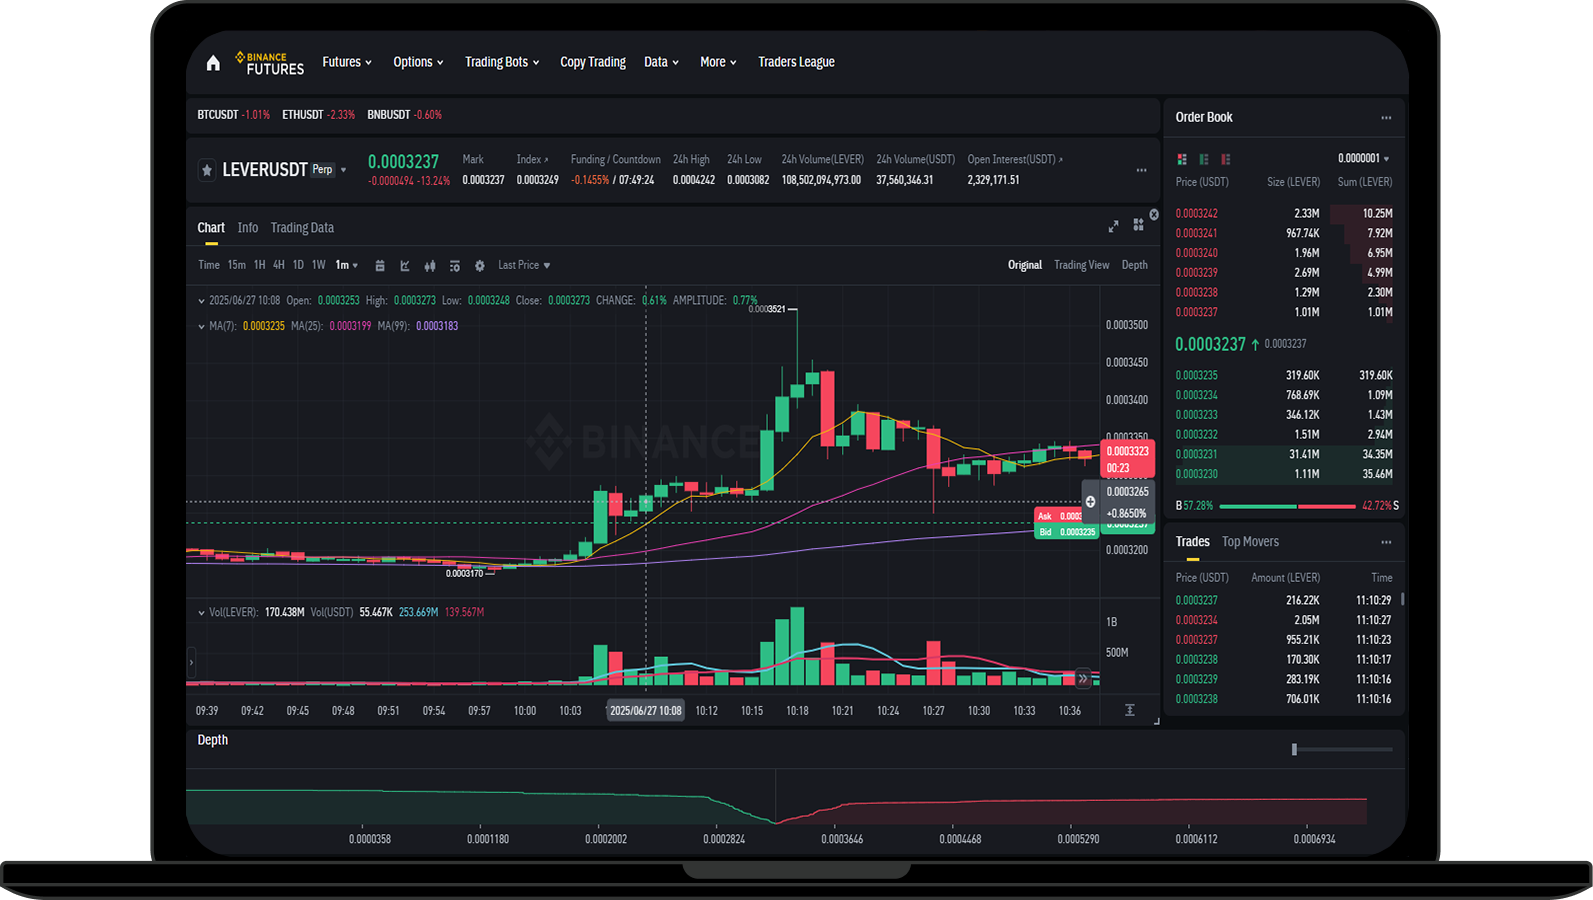 BINANCE
FUTURES
Futures Options Trading Bots Copy Trading Data More Traders League
BTCUSDT -1.01% ETHUSDT -2.33% BNBUSDT -0.60%
LEVERUSDT Perp
0.0003237
-0.0000494 -13.24%
Mark Index Funding / Countdown 24h High 24h Low 24h Volume(LEVER) 24h Volume(USDT) Open Interest(USDT)
0.0003237 0.0003249 -0.1455% / 07:49:24 0.0004242 0.0003082 108,502,094,973.00 37,560,346.31 2,329,171.51
Chart Info Trading Data
Time 15m 1H 4H 1D 1W 1m Last Price Original Trading View Depth
2025/06/27 10:08 Open: 0.0003253 High: 0.0003273 Low: 0.0003248 Close: 0.0003273 CHANGE: 0.61% AMPLITUDE: 0.77%
MA(7): 0.0003235 MA(25): 0.0003199 MA(99): 0.0003183
0.0003521
0.0003500
0.0003450
0.0003400
0.0003350
BINANCE
0.0003323
00:23
0.0003265
+0.8650%
Ask
Bid 0.0003235
0.0003200
0.0003170
Vol(LEVER): 170.438M Vol(USDT) 55.467K 253.669M 139.567M
1B
500M
09:39 09:42 09:45 09:48 09:51 09:54 09:57 10:00 10:03 2025/06/27 10:08 10:12 10:15 10:18 10:21 10:24 10:27 10:30 10:33 10:36
Order Book
0.0000001
Price (USDT) Size (LEVER) Sum (LEVER)
0.0003242 2.33M 10.25M
0.0003241 967.74K 7.92M
0.0003240 1.96M 6.95M
0.0003239 2.69M 4.99M
0.0003238 1.29M 2.30M
0.0003237 1.01M 1.01M
0.0003237 ↑ 0.0003237
0.0003235 319.60K 319.60K
0.0003234 768.69K 1.09M
0.0003233 346.12K 1.43M
0.0003232 1.51M 2.94M
0.0003231 31.41M 34.35M
0.0003230 1.11M 35.46M
B 57.28% 42.72% S
Trades Top Movers
Price (USDT) Amount (LEVER) Time
0.0003237 216.22K 11:10:29
0.0003234 2.05M 11:10:27
0.0003237 955.21K 11:10:23
0.0003238 170.30K 11:10:17
0.0003239 283.19K 11:10:16
0.0003238 706.01K 11:10:16
Depth
0.0000358 0.0001180 0.0002002 0.0002824 0.0003646 0.0004468 0.0005290 0.0006112 0.0006934